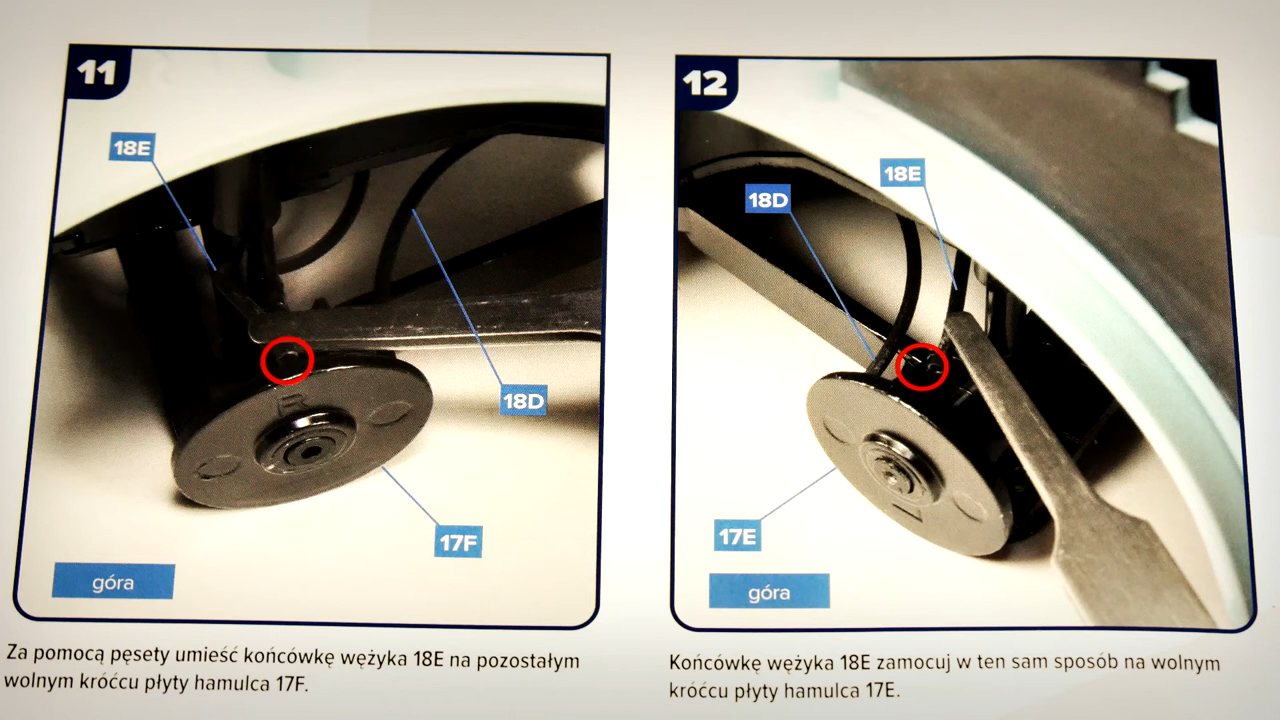 11
18E
18D
R
17F
góra
Za pomocą pęsety umieść końcówkę wężyka 18E na pozostałym
wolnym króćcu płyty hamulca 17F.
12
18E
18D
L
17E
góra
Końcówkę wężyka 18E zamocuj w ten sam sposób na wolnym
króćcu płyty hamulca 17E.